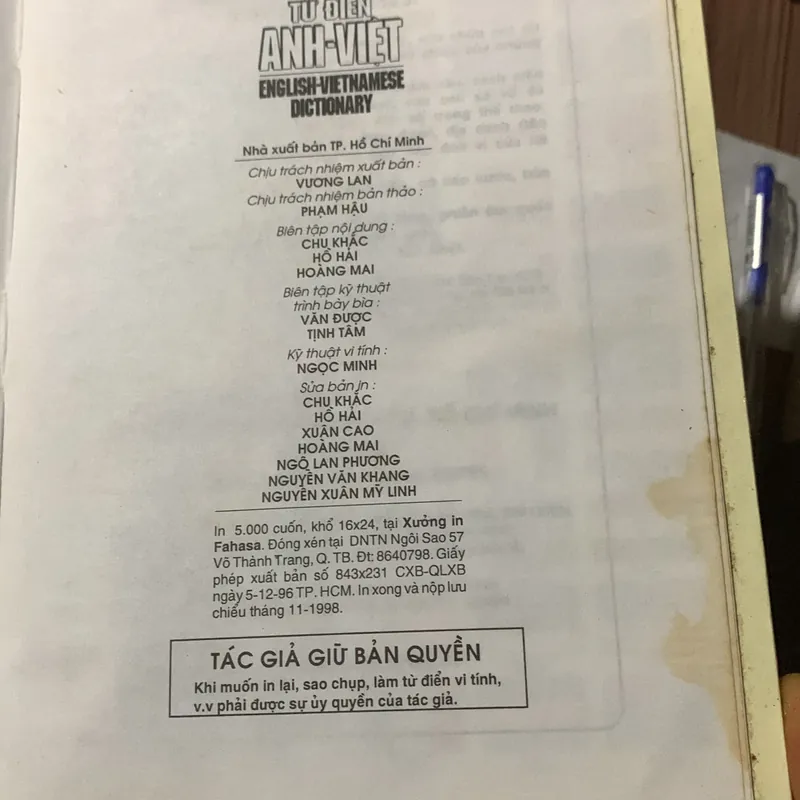 TỪ ĐIỂN
ANH-VIỆT
ENGLISH-VIETNAMESE
DICTIONARY
Nhà xuất bản TP. Hồ Chí Minh
Chịu trách nhiệm xuất bản :
VƯƠNG LAN
Chịu trách nhiệm bản thảo :
PHẠM HẬU
Biên tập nội dung :
CHU KHẮC
HỒ HẢI
HOÀNG MAI
Biên tập kỹ thuật
trình bày bìa :
VĂN ĐƯỢC
TỊNH TÂM
Kỹ thuật vi tính :
NGỌC MINH
Sửa bản in :
CHU KHẮC
HỒ HẢI
XUÂN CAO
HOÀNG MAI
NGÔ LAN PHƯƠNG
NGUYỄN VĂN KHANG
NGUYỄN XUÂN MỸ LINH
In 5.000 cuốn, khổ 16x24, tại Xưởng in
Fahasa. Đóng xén tại DNTN Ngôi Sao 57
Võ Thành Trang, Q. TB. Đt: 8640798. Giấy
phép xuất bản số 843x231 CXB-QLXB
ngày 5-12-96 TP. HCM. In xong và nộp lưu
chiểu tháng 11-1998.
TÁC GIẢ GIỮ BẢN QUYỀN
Khi muốn in lại, sao chụp, làm từ điển vi tính,
v.v phải được sự ủy quyền của tác giả.